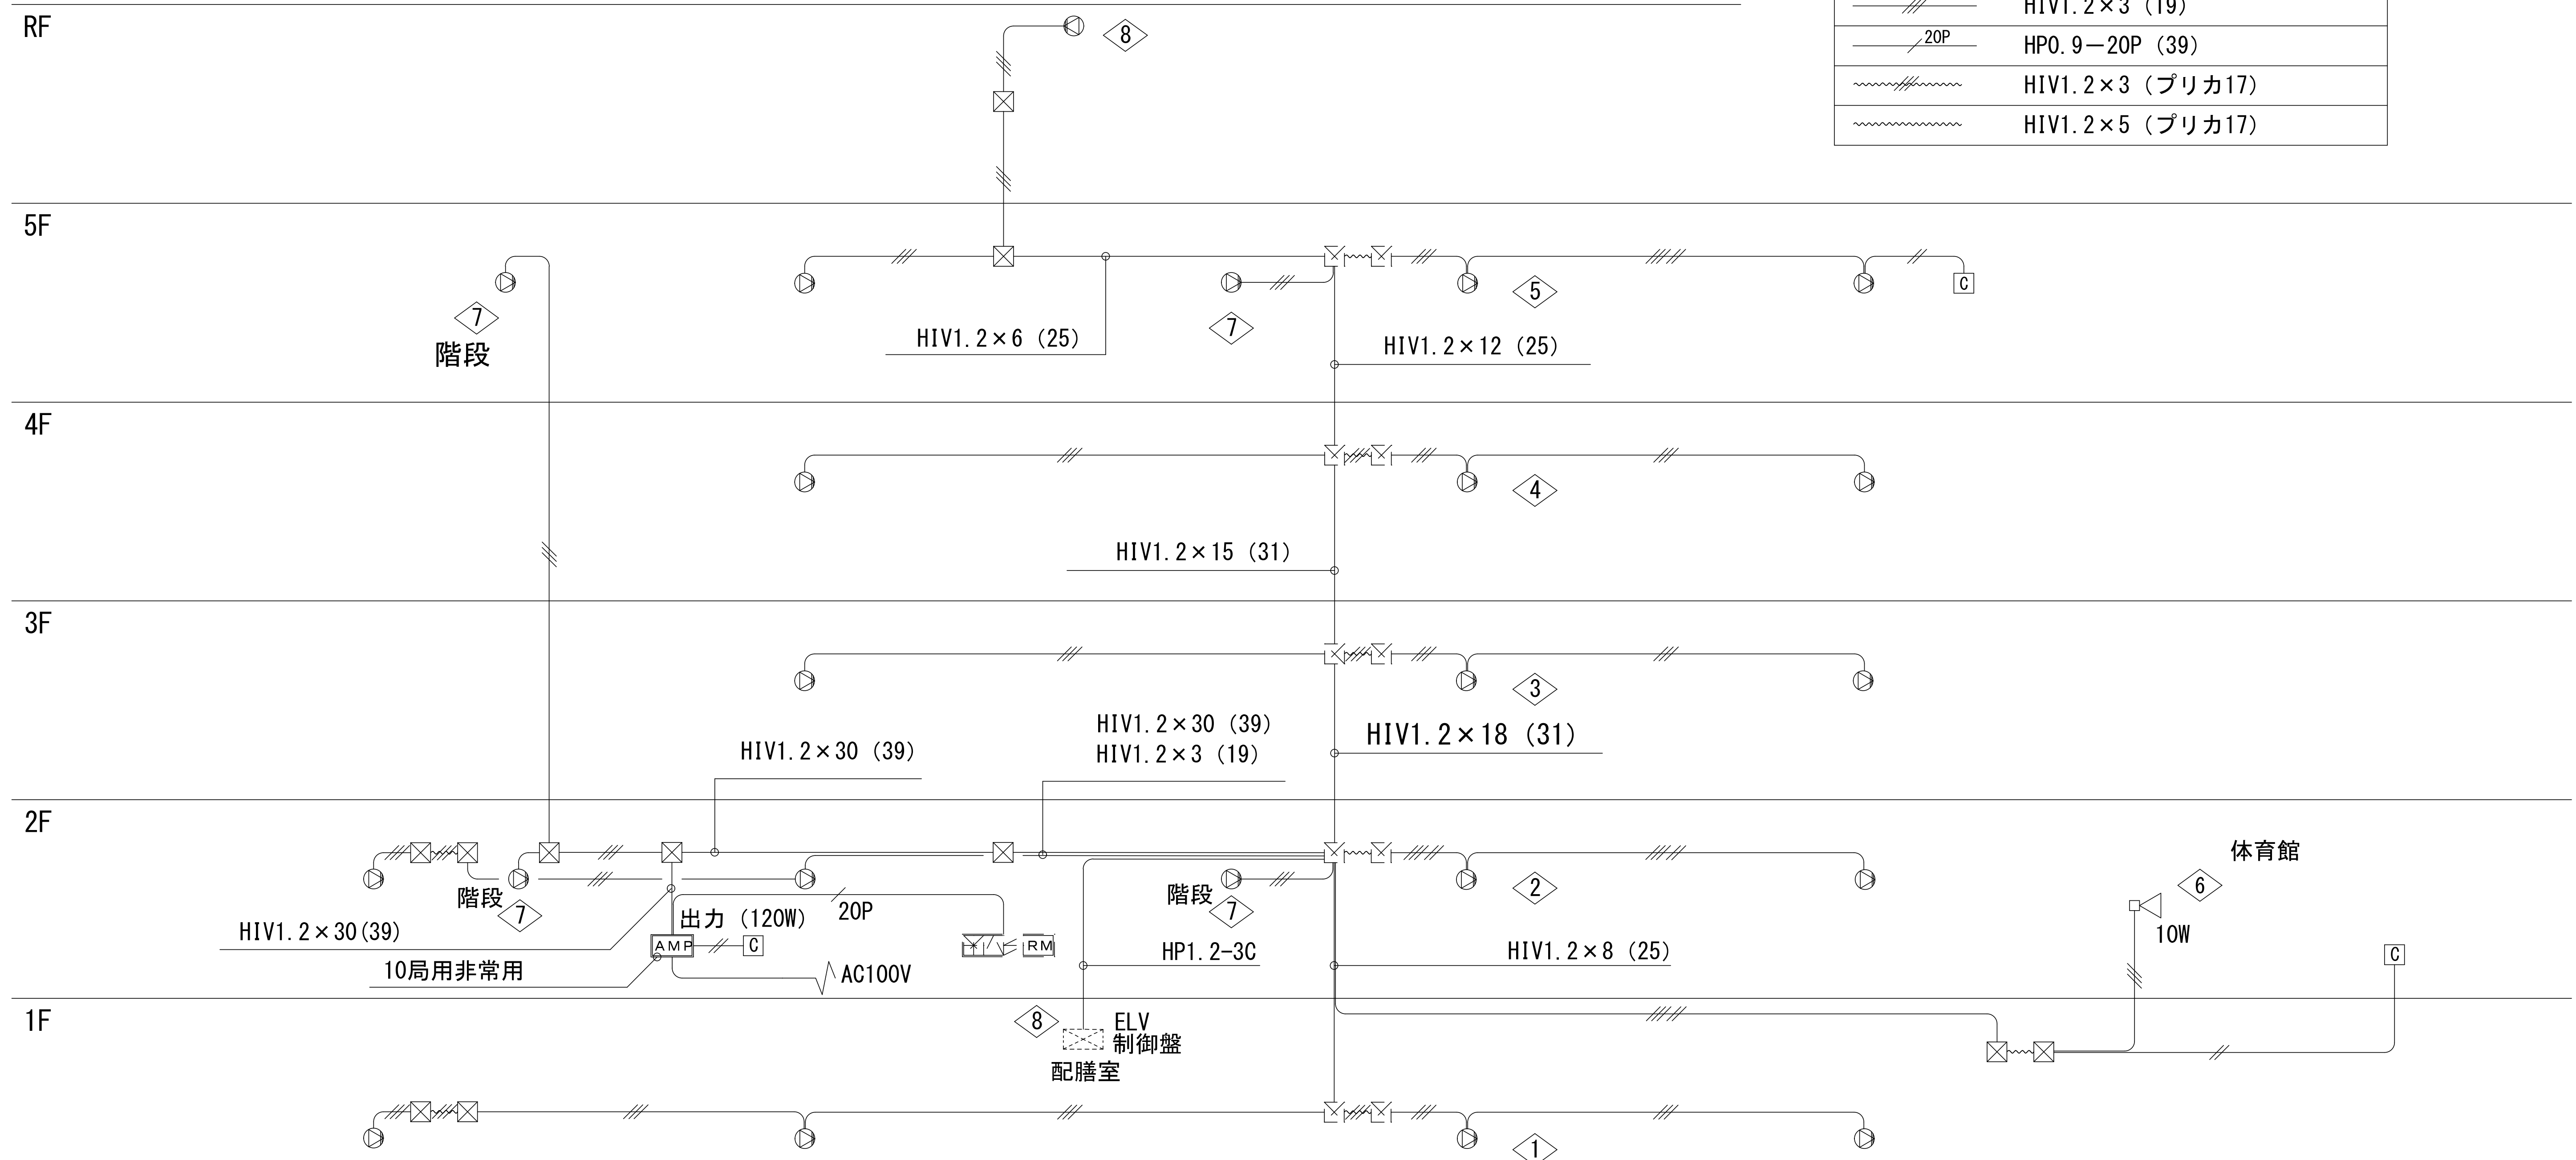 RF
8
HIV1.2×3 (19)
20P
HP0.9－20P (39)
HIV1.2×3 (プリカ17)
HIV1.2×5 (プリカ17)
5F
7
階段
HIV1.2×6 (25)
7
HIV1.2×12 (25)
5
C
4F
4
HIV1.2×15 (31)
3F
3
HIV1.2×30 (39)
HIV1.2×30 (39)
HIV1.2×3 (19)
HIV1.2×18 (31)
2F
階段
7
HIV1.2×30(39)
10局用非常用
出力 (120W)
20P
AMP
C
AC100V
RM
階段
7
HP1.2-3C
2
HIV1.2×8 (25)
体育館
6
10W
C
1F
8
ELV
制御盤
配膳室
1